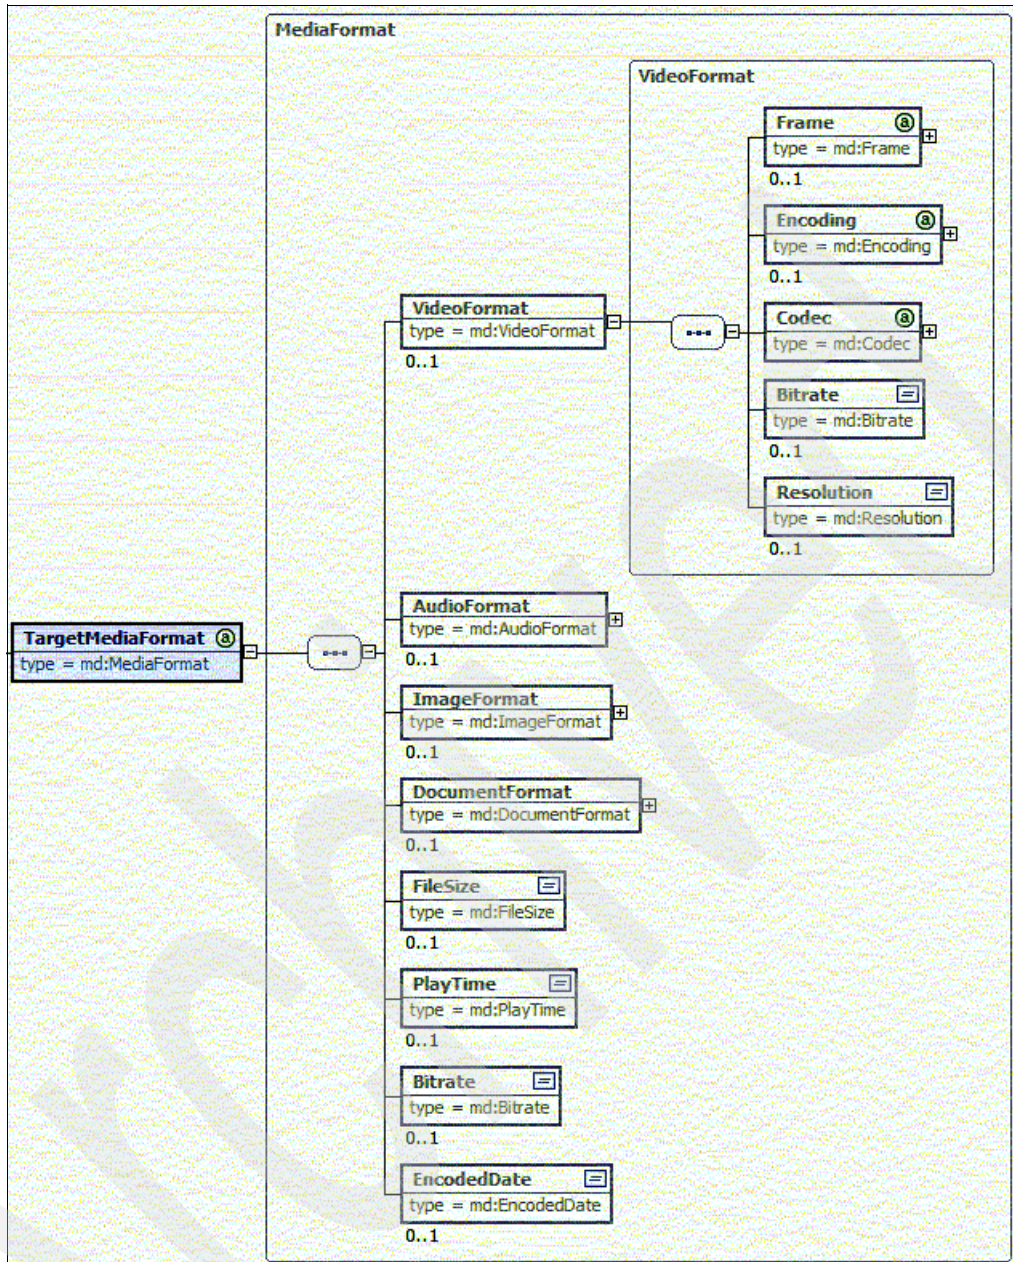 MediaFormat
VideoFormat
Frame a
type = md:Frame
0..1
Encoding a
type = md:Encoding
0..1
VideoFormat
type = md:VideoFormat
0..1
Codec a
type = md:Codec
Bitrate
type = md:Bitrate
0..1
Resolution
type = md:Resolution
0..1
AudioFormat
type = md:AudioFormat
0..1
TargetMediaFormat a
type = md:MediaFormat
ImageFormat
type = md:ImageFormat
0..1
DocumentFormat
type = md:DocumentFormat
0..1
FileSize
type = md:FileSize
0..1
PlayTime
type = md:PlayTime
0..1
Bitrate
type = md:Bitrate
0..1
EncodedDate
type = md:EncodedDate
0..1